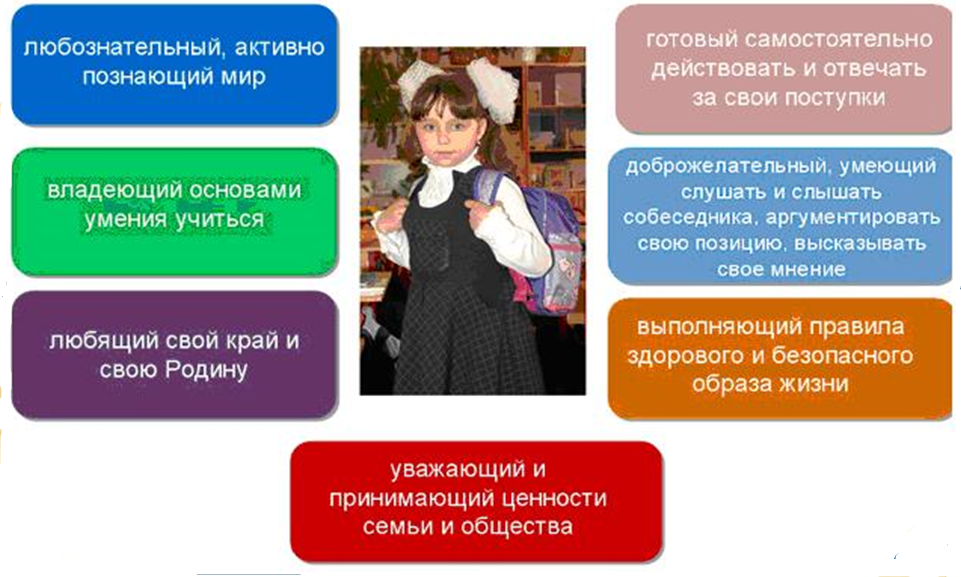 любознательный, активно
познающий мир
владеющий основами
умения учиться
любящий свой край и
свою Родину
готовый самостоятельно
действовать и отвечать
за свои поступки
доброжелательный, умеющий
слушать и слышать
собеседника, аргументировать
свою позицию, высказывать
свое мнение
выполняющий правила
здорового и безопасного
образа жизни
уважающий и
принимающий ценности
семьи и общества